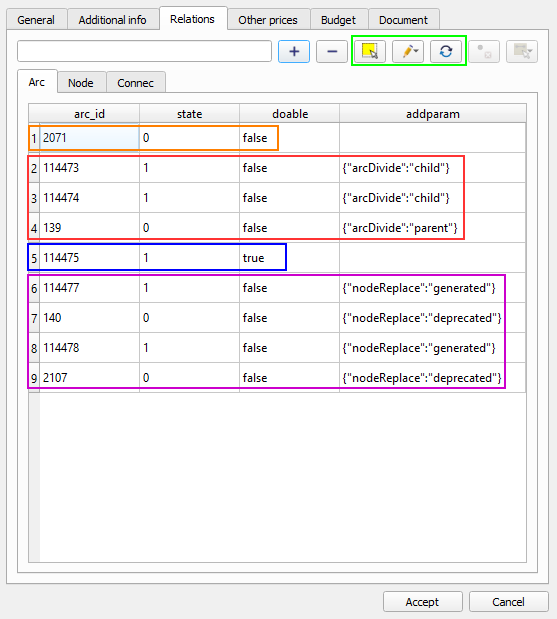 General Additional info Relations Other prices Budget Document
Arc Node Connec
arc_id state doable addparam
1 2071 0 false
2 114473 1 false {"arcDivide":"child"}
3 114474 1 false {"arcDivide":"child"}
4 139 0 false {"arcDivide":"parent"}
5 114475 1 true
6 114477 1 false {"nodeReplace":"generated"}
7 140 0 false {"nodeReplace":"deprecated"}
8 114478 1 false {"nodeReplace":"generated"}
9 2107 0 false {"nodeReplace":"deprecated"}
Accept Cancel